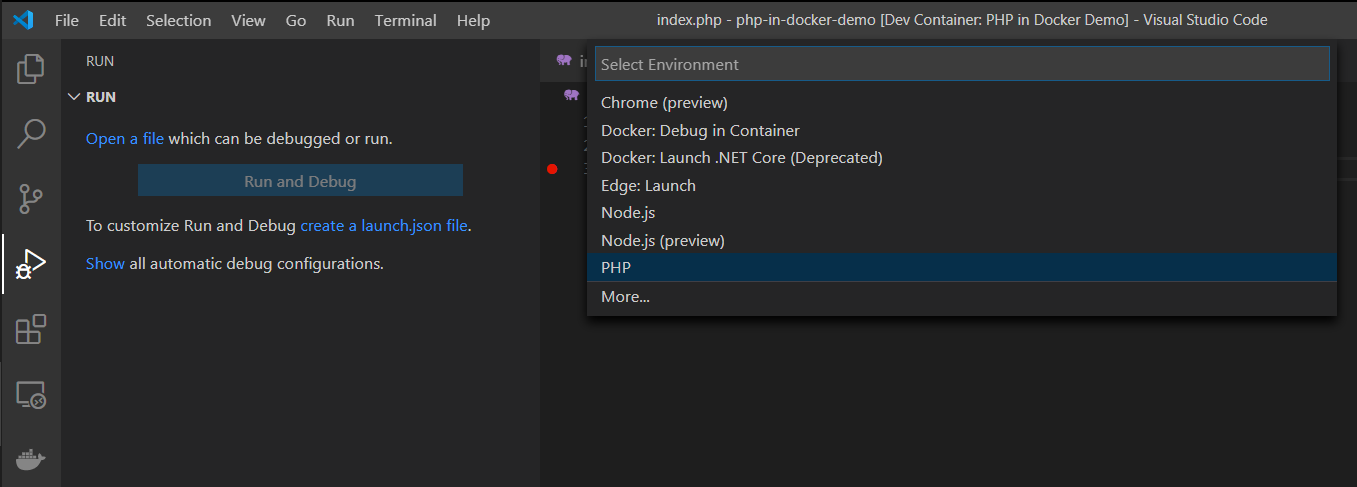 File Edit Selection View Go Run Terminal Help index.php - php-in-docker-demo [Dev Container: PHP in Docker Demo] - Visual Studio Code
RUN
RUN
Open a file which can be debugged or run.
Run and Debug
To customize Run and Debug create a launch.json file.
Show all automatic debug configurations.
Select Environment
Chrome (preview)
Docker: Debug in Container
Docker: Launch .NET Core (Deprecated)
Edge: Launch
Node.js
Node.js (preview)
PHP
More...